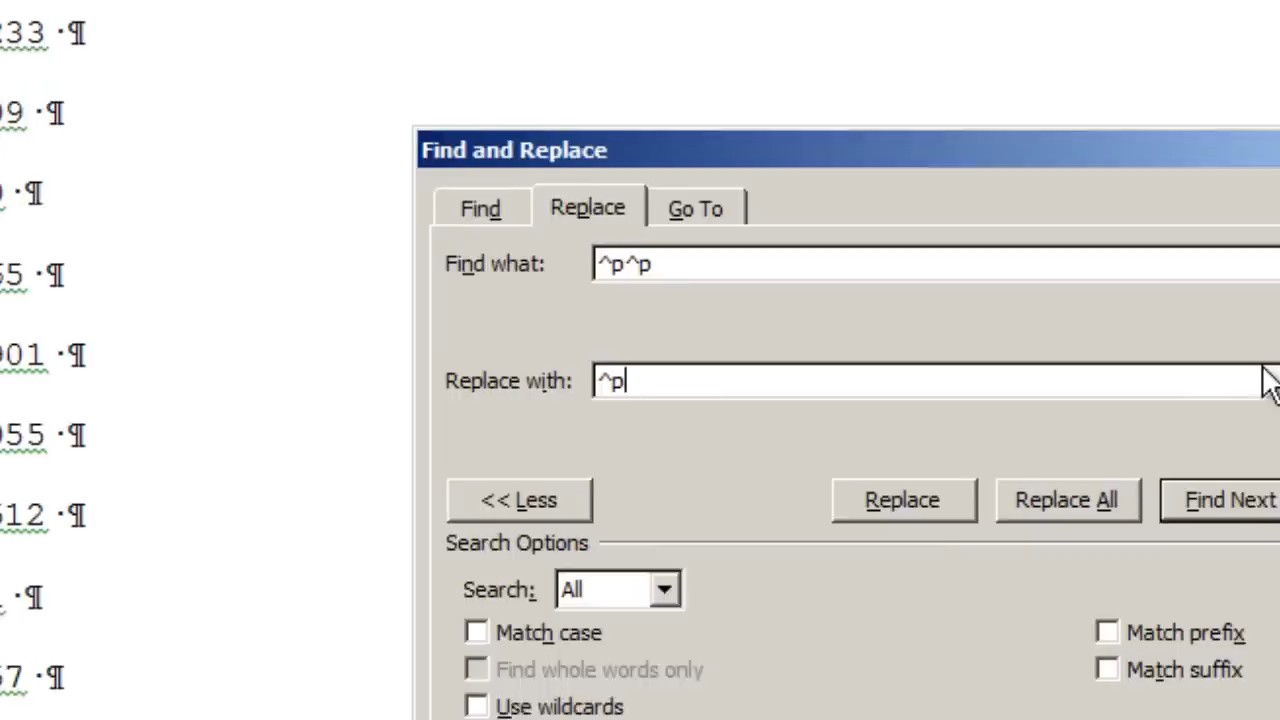 233 ·¶
09 ·¶
·¶
55 ·¶
901 ·¶
055 ·¶
512 ·¶
·¶
57 ·¶
Find and Replace
Find Replace Go To
Find what: ^p^p
Replace with: ^p
<< Less Replace Replace All Find Next
Search Options
Search: All
Match case Match prefix
Find whole words only Match suffix
Use wildcards